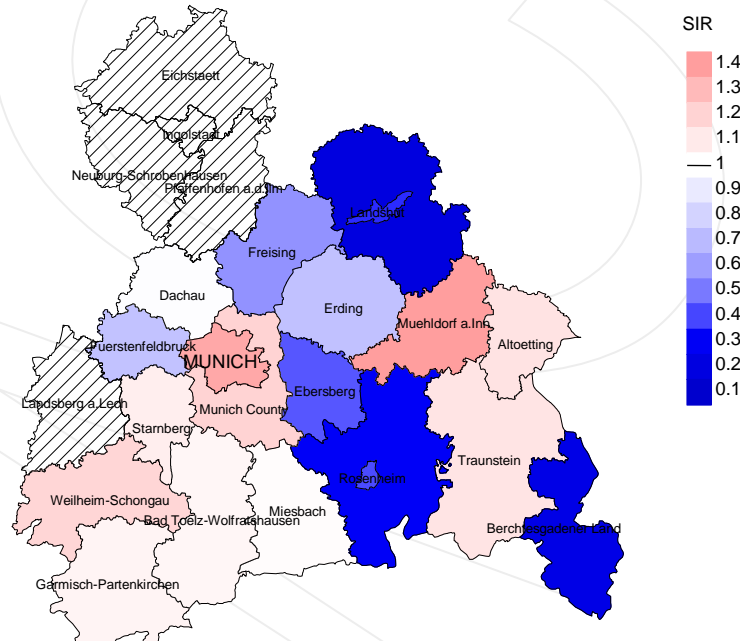 SIR
1.4
1.3
1.2
1.1
1
0.9
0.8
0.7
0.6
0.5
0.4
0.3
0.2
0.1
Eichstaett
Ingolstadt
Neuburg-Schrobenhausen
Pfaffenhofen a.d.Ilm
Landshut
Freising
Dachau
Erding
Muehldorf a.Inn
Altoetting
Fuerstenfeldbruck
MUNICH
Ebersberg
Landsberg a.Lech
Munich County
Starnberg
Traunstein
Rosenheim
Weilheim-Schongau
Miesbach
Bad Toelz-Wolfratshausen
Berchtesgadener Land
Garmisch-Partenkirchen